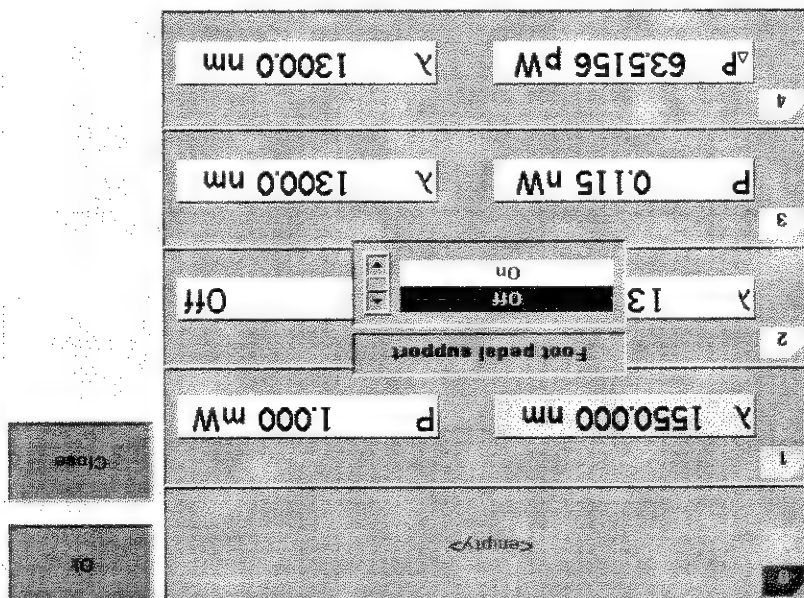 0
<empty>
Ok
1
λ 1550.000 nm P 1.000 mW
Close
2
λ 13 Off
Foot pedal support
Off
On
3
P 0.115 nW λ 1300.0 nm
4
▵P 63.5156 pW λ 1300.0 nm